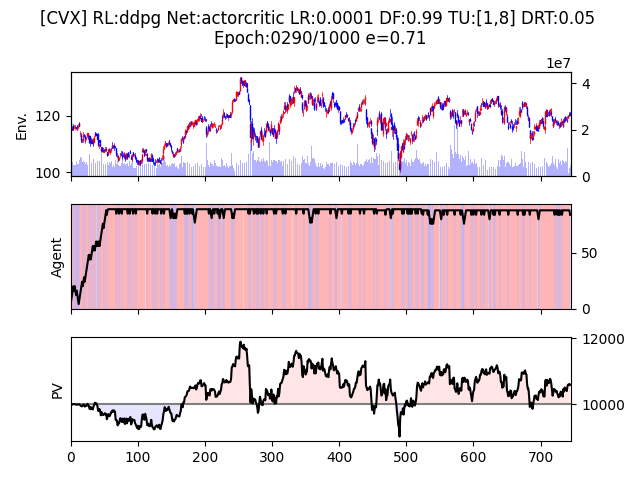 [CVX] RL:ddpg Net:actorcritic LR:0.0001 DF:0.99 TU:[1,8] DRT:0.05
Epoch:0290/1000 e=0.71
1e7
Env.
120
100
4
2
0
Agent
50
0
PV
12000
10000
0 100 200 300 400 500 600 700